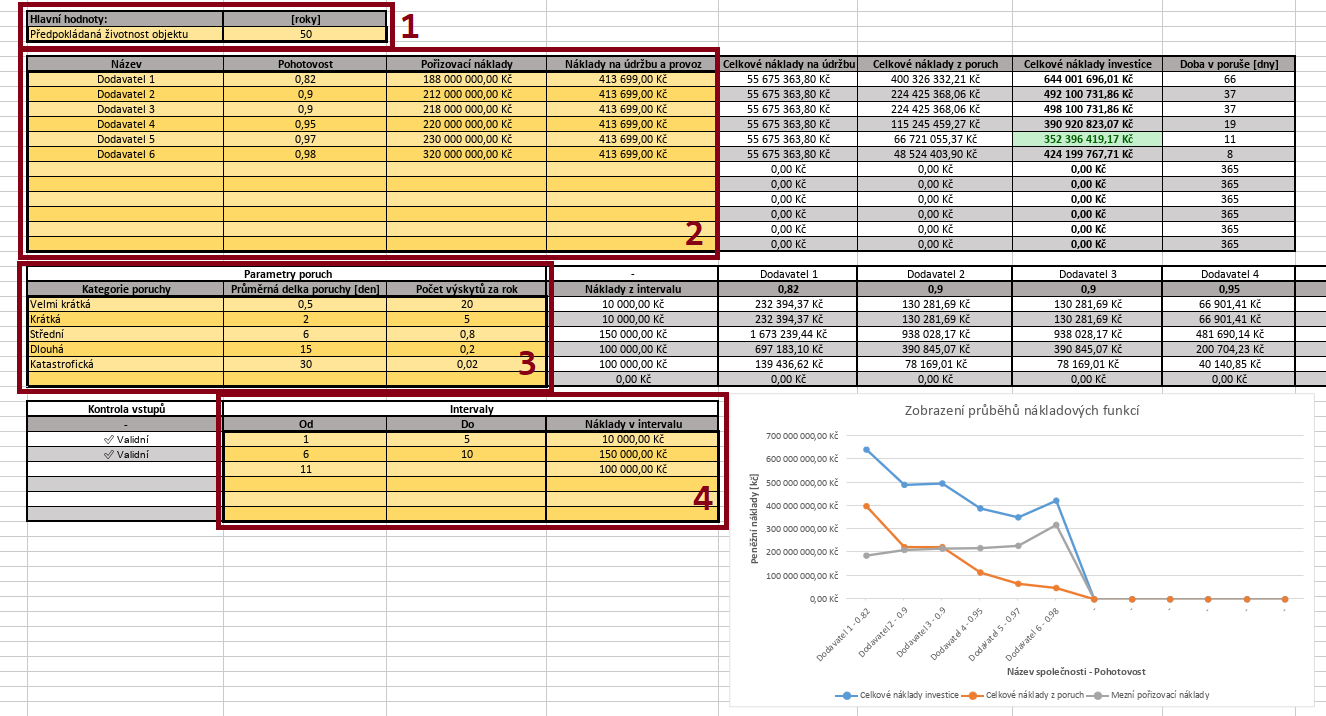 Hlavní hodnoty: [roky]
Předpokládaná životnost objektu 50
1
Název Pohotovost Pořizovací náklady Náklady na údržbu a provoz Celkové náklady na údržbu Celkové náklady z poruch Celkové náklady investice Doba v poruše [dny]
Dodavatel 1 0,82 188 000 000,00 Kč 413 699,00 Kč 55 675 363,80 Kč 400 326 332,21 Kč 644 001 696,01 Kč 66
Dodavatel 2 0,9 212 000 000,00 Kč 413 699,00 Kč 55 675 363,80 Kč 224 425 368,06 Kč 492 100 731,86 Kč 37
Dodavatel 3 0,9 218 000 000,00 Kč 413 699,00 Kč 55 675 363,80 Kč 224 425 368,06 Kč 498 100 731,86 Kč 37
Dodavatel 4 0,95 220 000 000,00 Kč 413 699,00 Kč 55 675 363,80 Kč 115 245 459,27 Kč 390 920 823,07 Kč 19
Dodavatel 5 0,97 230 000 000,00 Kč 413 699,00 Kč 55 675 363,80 Kč 66 721 055,37 Kč 352 396 419,17 Kč 11
Dodavatel 6 0,98 320 000 000,00 Kč 413 699,00 Kč 55 675 363,80 Kč 48 524 403,90 Kč 424 199 767,71 Kč 8
0,00 Kč 0,00 Kč 0,00 Kč 365
0,00 Kč 0,00 Kč 0,00 Kč 365
0,00 Kč 0,00 Kč 0,00 Kč 365
0,00 Kč 0,00 Kč 0,00 Kč 365
0,00 Kč 0,00 Kč 0,00 Kč 365
0,00 Kč 0,00 Kč 0,00 Kč 365
2
Parametry poruch - Dodavatel 1 Dodavatel 2 Dodavatel 3 Dodavatel 4
Kategorie poruchy Průměrná delka poruchy [den] Počet výskytů za rok Náklady z intervalu 0,82 0,9 0,9 0,95
Velmi krátká 0,5 20 10 000,00 Kč 232 394,37 Kč 130 281,69 Kč 130 281,69 Kč 66 901,41 Kč
Krátká 2 5 10 000,00 Kč 232 394,37 Kč 130 281,69 Kč 130 281,69 Kč 66 901,41 Kč
Střední 6 0,8 150 000,00 Kč 1 673 239,44 Kč 938 028,17 Kč 938 028,17 Kč 481 690,14 Kč
Dlouhá 15 0,2 100 000,00 Kč 697 183,10 Kč 390 845,07 Kč 390 845,07 Kč 200 704,23 Kč
Katastrofická 30 0,02 100 000,00 Kč 139 436,62 Kč 78 169,01 Kč 78 169,01 Kč 40 140,85 Kč
0,00 Kč 0,00 Kč 0,00 Kč 0,00 Kč 0,00 Kč
3
Kontrola vstupů Intervaly
- Od Do Náklady v intervalu
✓ Validní 1 5 10 000,00 Kč
✓ Validní 6 10 150 000,00 Kč
11 100 000,00 Kč
4
Zobrazení průběhů nákladových funkcí
Peněžní náklady [kč]
700 000 000,00 Kč
600 000 000,00 Kč
500 000 000,00 Kč
400 000 000,00 Kč
300 000 000,00 Kč
200 000 000,00 Kč
100 000 000,00 Kč
0,00 Kč
Dodavatel 1 - 0.82 Dodavatel 2 - 0.9 Dodavatel 3 - 0.9 Dodavatel 4 - 0.95 Dodavatel 5 - 0.97 Dodavatel 6 - 0.98 - - - - - -
Název společnosti - Pohotovost
Celkové náklady investice Celkové náklady z poruch Mezní pořizovací náklady